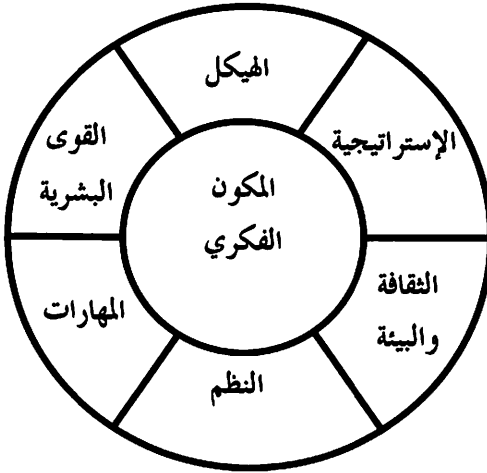 الهيكل
الإستراتيجية
القوى
البشرية
المكون
الفكري
الثقافة
والبيئة
المهارات
النظم